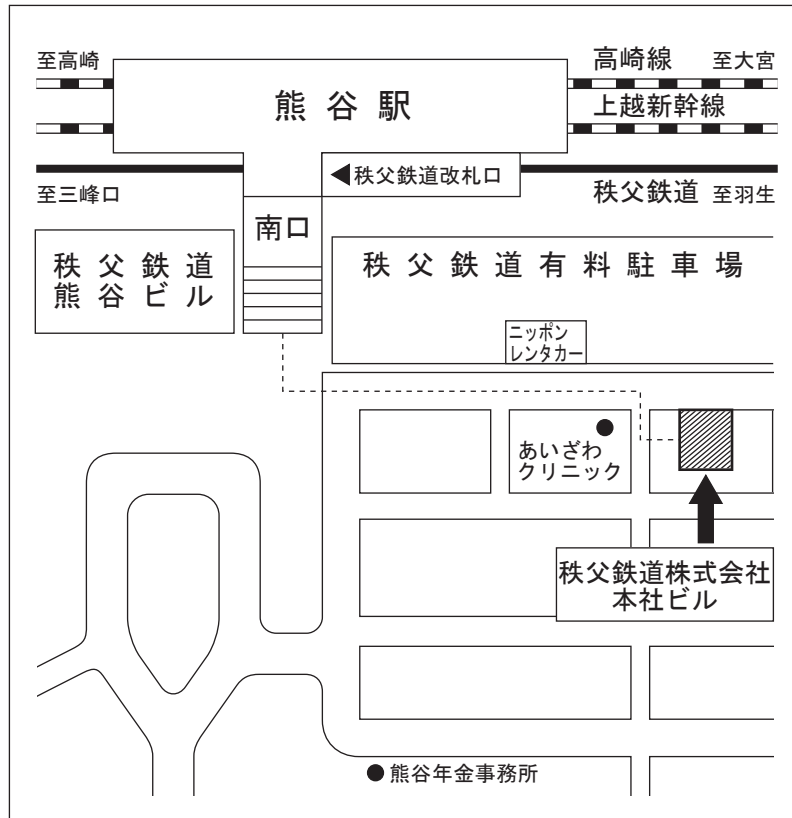 至高崎
高崎線
至大宮
熊谷駅
上越新幹線
秩父鉄道改札口
至三峰口
秩父鉄道
至羽生
南口
秩父鉄道
熊谷ビル
秩父鉄道有料駐車場
ニッポン
レンタカー
あいざわ
クリニック
秩父鉄道株式会社
本社ビル
熊谷年金事務所